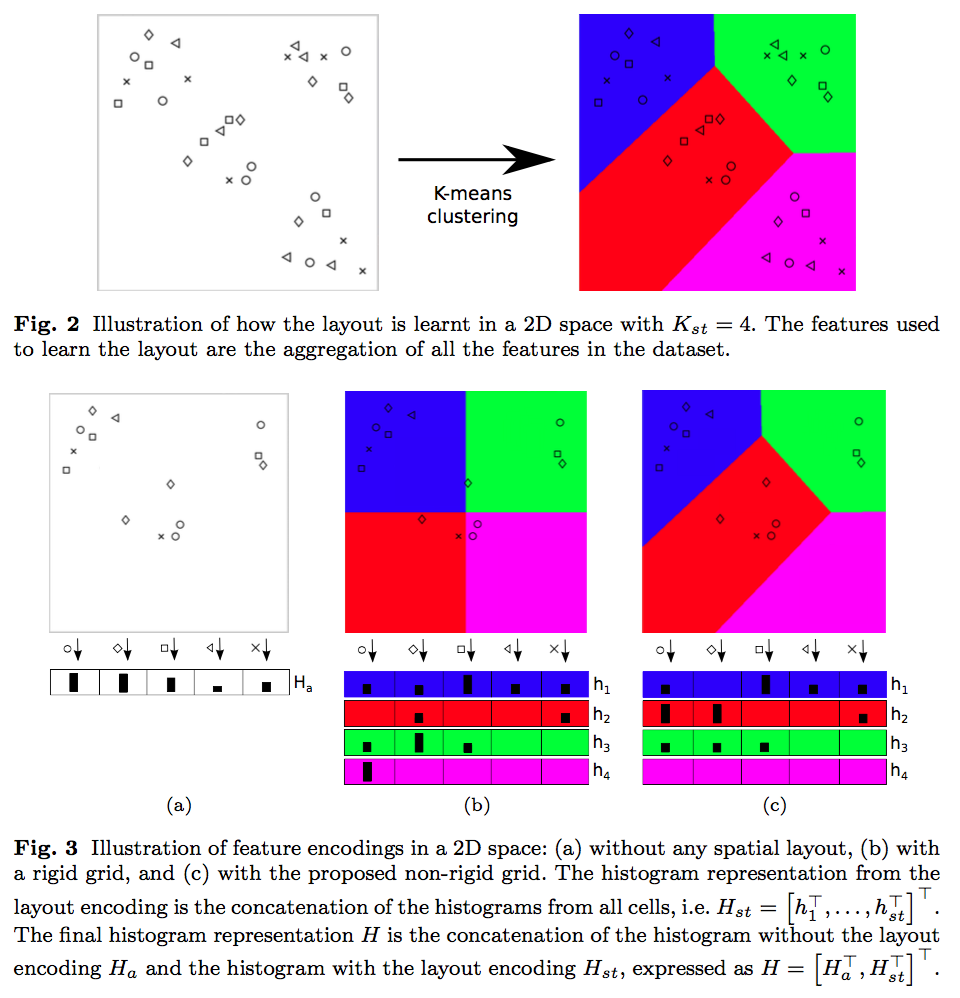 K-means
clustering
Fig. 2 Illustration of how the layout is learnt in a 2D space with K_st = 4. The features used
to learn the layout are the aggregation of all the features in the dataset.
H_a
h_1
h_2
h_3
h_4
h_1
h_2
h_3
h_4
(a)
(b)
(c)
Fig. 3 Illustration of feature encodings in a 2D space: (a) without any spatial layout, (b) with
a rigid grid, and (c) with the proposed non-rigid grid. The histogram representation from the
layout encoding is the concatenation of the histograms from all cells, i.e. H_st = [h_1^⊤, . . . , h_st^⊤]^⊤.
The final histogram representation H is the concatenation of the histogram without the layout
encoding H_a and the histogram with the layout encoding H_st, expressed as H = [H_a^⊤, H_st^⊤]^⊤.